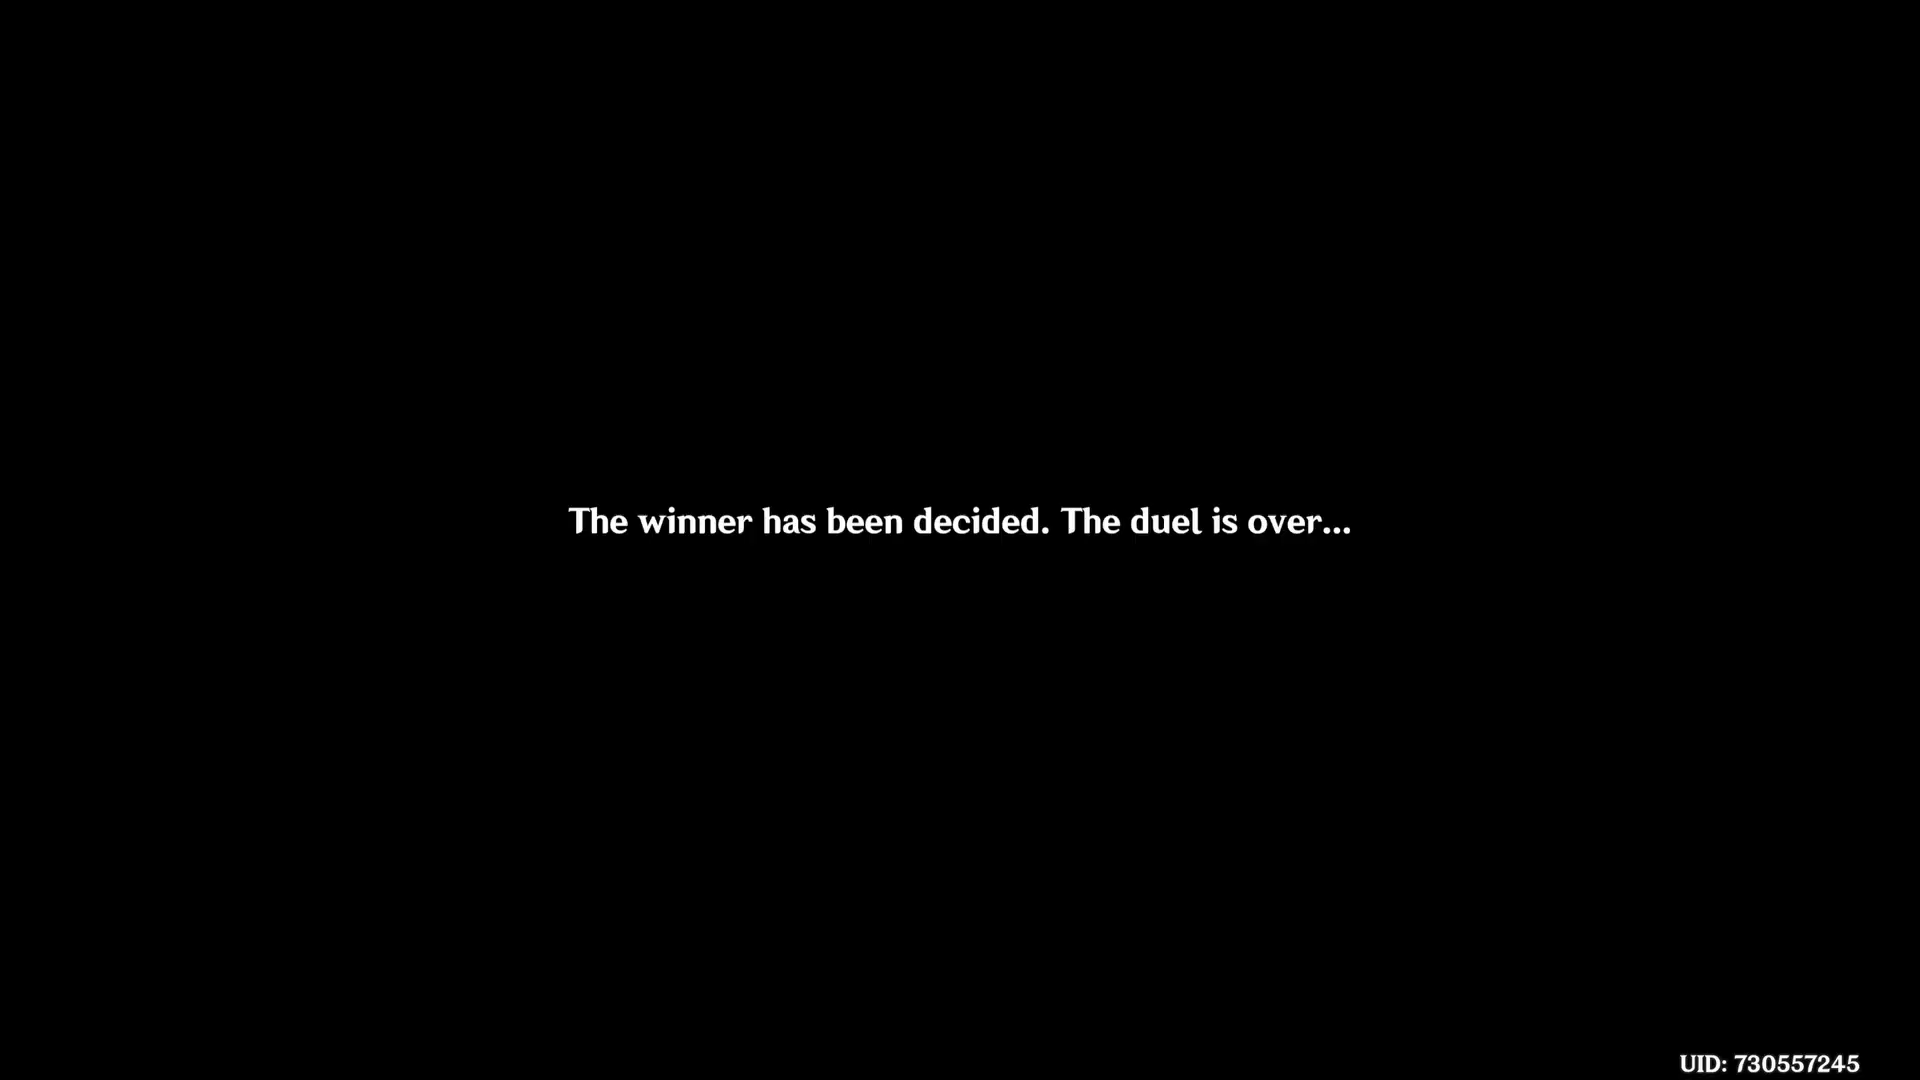 The winner has been decided. The duel is over...
UID: 730557245